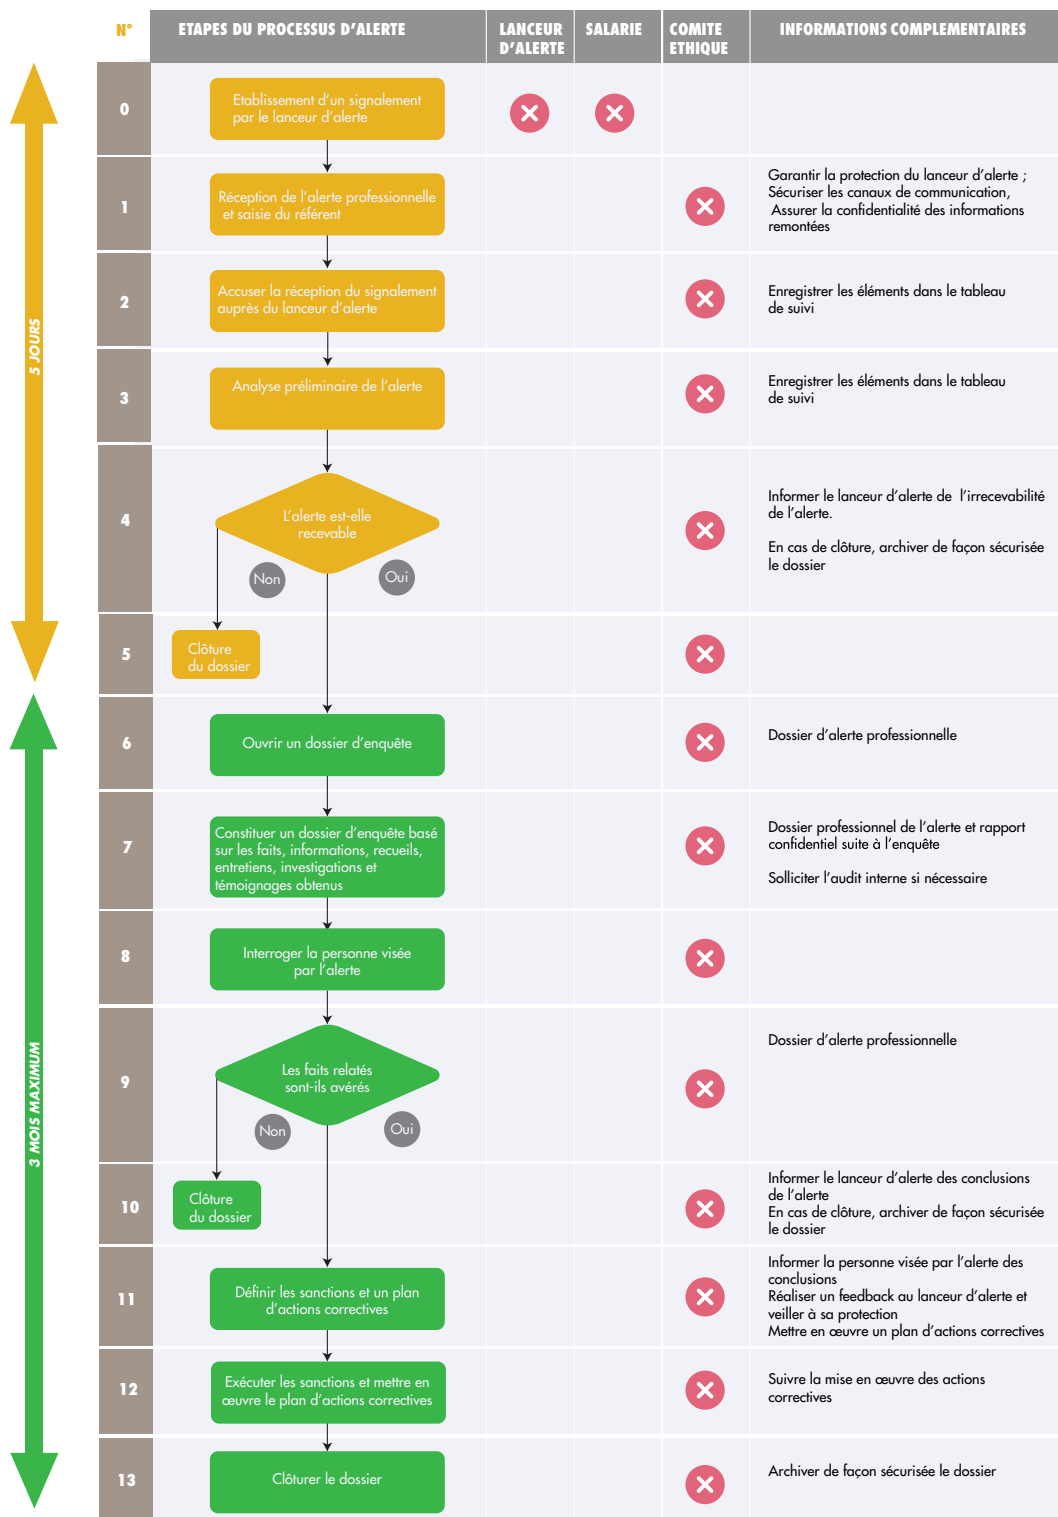 N°
ETAPES DU PROCESSUS D'ALERTE
LANCEUR
D'ALERTE
SALARIE
COMITE
ETHIQUE
INFORMATIONS COMPLEMENTAIRES
5 JOURS
0
Etablissement d'un signalement
par le lanceur d'alerte
1
Réception de l'alerte professionnelle
et saisie du référent
Garantir la protection du lanceur d'alerte ;
Sécuriser les canaux de communication,
Assurer la confidentialité des informations
remontées
2
Accuser la réception du signalement
auprès du lanceur d'alerte
Enregistrer les éléments dans le tableau
de suivi
3
Analyse préliminaire de l'alerte
Enregistrer les éléments dans le tableau
de suivi
4
L'alerte est-elle
recevable
Non
Oui
Informer le lanceur d'alerte de l'irrecevabilité
de l'alerte.
En cas de clôture, archiver de façon sécurisée
le dossier
5
Clôture
du dossier
3 MOIS MAXIMUM
6
Ouvrir un dossier d'enquête
Dossier d'alerte professionnelle
7
Constituer un dossier d'enquête basé
sur les faits, informations, recueils,
entretiens, investigations et
témoignages obtenus
Dossier professionnel de l'alerte et rapport
confidentiel suite à l'enquête
Solliciter l'audit interne si nécessaire
8
Interroger la personne visée
par l'alerte
9
Les faits relatés
sont-ils avérés
Non
Oui
Dossier d'alerte professionnelle
10
Clôture
du dossier
Informer le lanceur d'alerte des conclusions
de l'alerte
En cas de clôture, archiver de façon sécurisée
le dossier
11
Définir les sanctions et un plan
d'actions correctives
Informer la personne visée par l'alerte des
conclusions
Réaliser un feedback au lanceur d'alerte et
veiller à sa protection
Mettre en œuvre un plan d'actions correctives
12
Exécuter les sanctions et mettre en
œuvre le plan d'actions correctives
Suivre la mise en œuvre des actions
correctives
13
Clôturer le dossier
Archiver de façon sécurisée le dossier